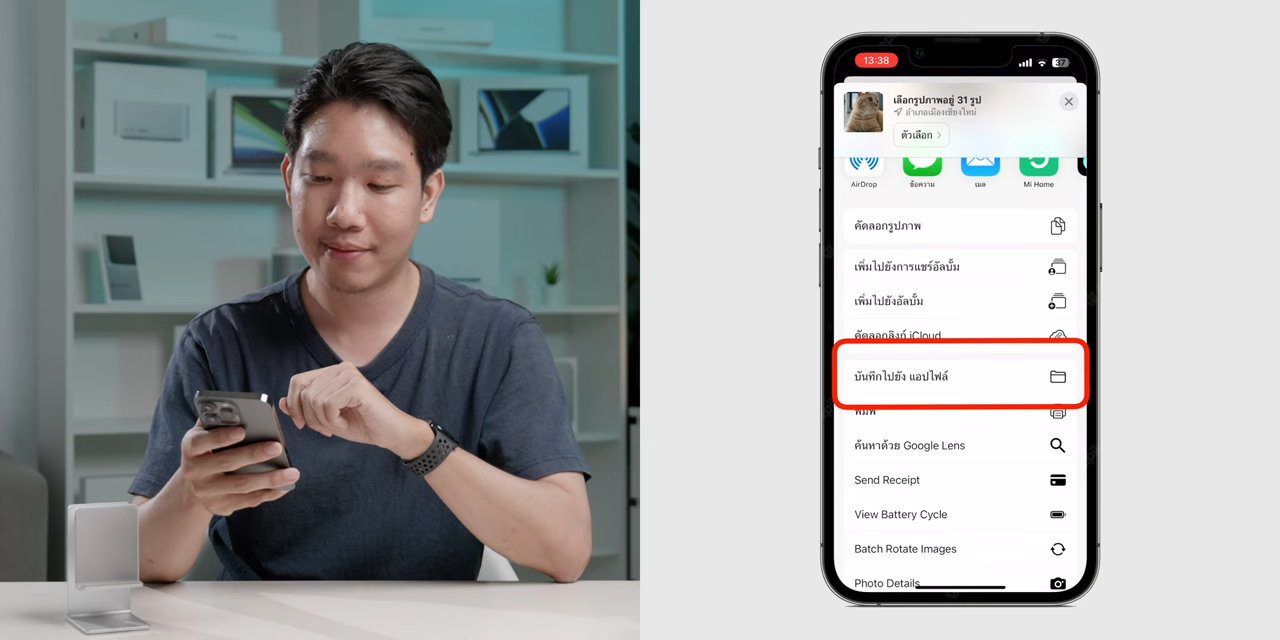 13:38
37
เลือกรูปภาพอยู่ 31 รูป
อำเภอเมืองเชียงใหม่
ตัวเลือก
AirDrop
ข้อความ
เมล
Mi Home
คัดลอกรูปภาพ
เพิ่มไปยังการแชร์อัลบั้ม
เพิ่มไปยังอัลบั้ม
คัดลอกลิงก์ iCloud
บันทึกไปยัง แอปไฟล์
พิมพ์
ค้นหาด้วย Google Lens
Send Receipt
View Battery Cycle
Batch Rotate Images
Photo Details